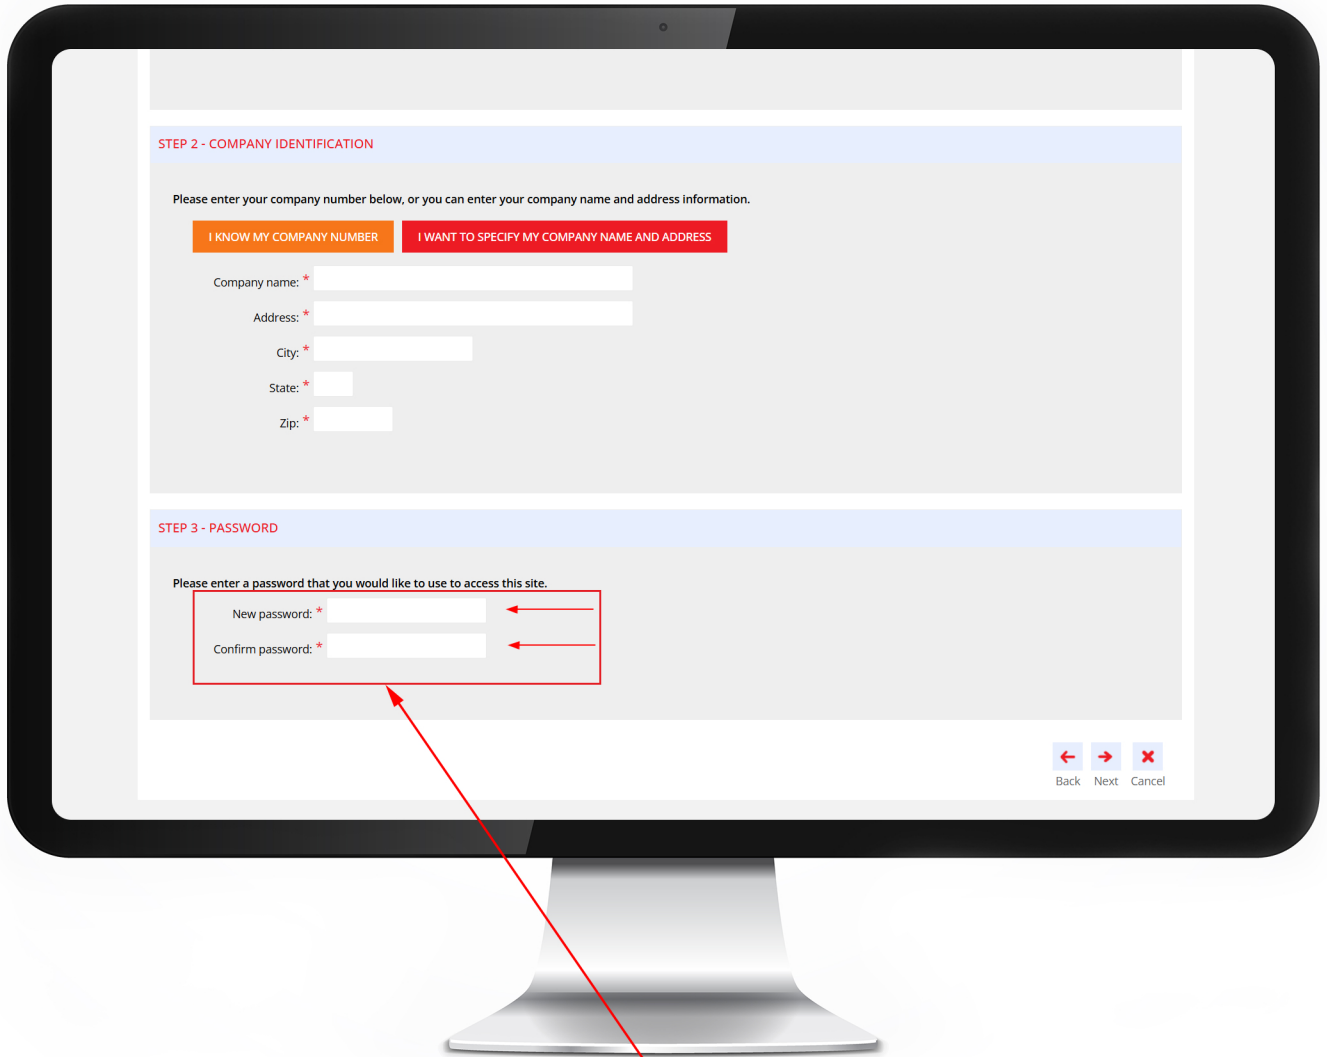 STEP 2 - COMPANY IDENTIFICATION
Please enter your company number below, or you can enter your company name and address information.
I KNOW MY COMPANY NUMBER I WANT TO SPECIFY MY COMPANY NAME AND ADDRESS
Company name: *
Address: *
City: *
State: *
Zip: *
STEP 3 - PASSWORD
Please enter a password that you would like to use to access this site.
New password: *
Confirm password: *
Back Next Cancel